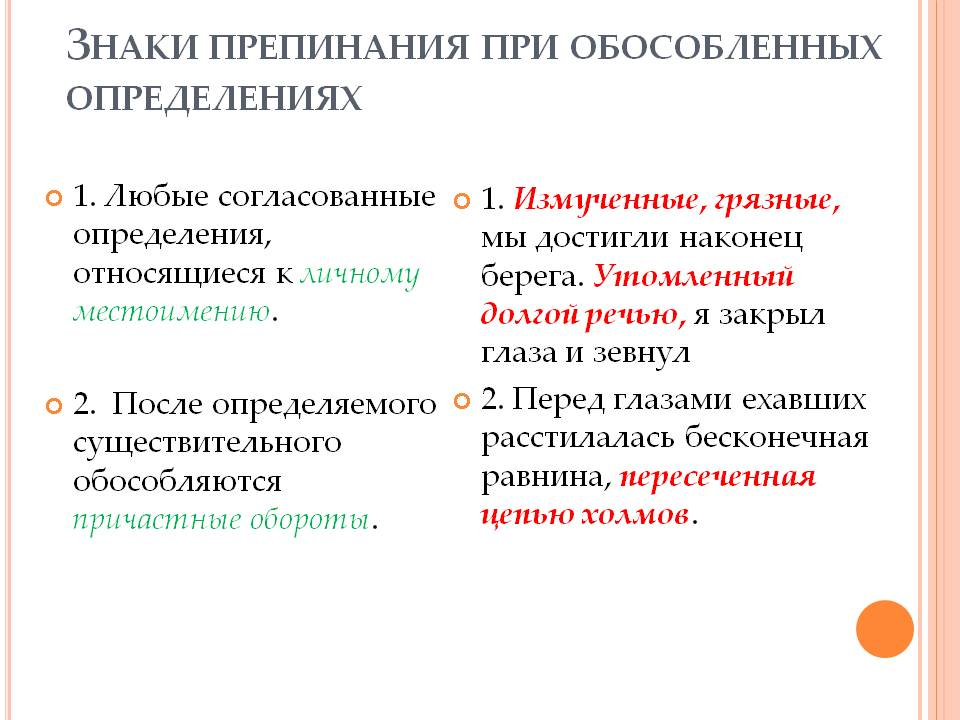 Знаки препинания при обособленных
определениях
1. Любые согласованные
определения,
относящиеся к личному
местоимению.
2. После определяемого
существительного
обособляются
причастные обороты.
1. Измученные, грязные,
мы достигли наконец
берега. Утомленный
долгой речью, я закрыл
глаза и зевнул
2. Перед глазами ехавших
расстилалась бесконечная
равнина, пересеченная
цепью холмов.